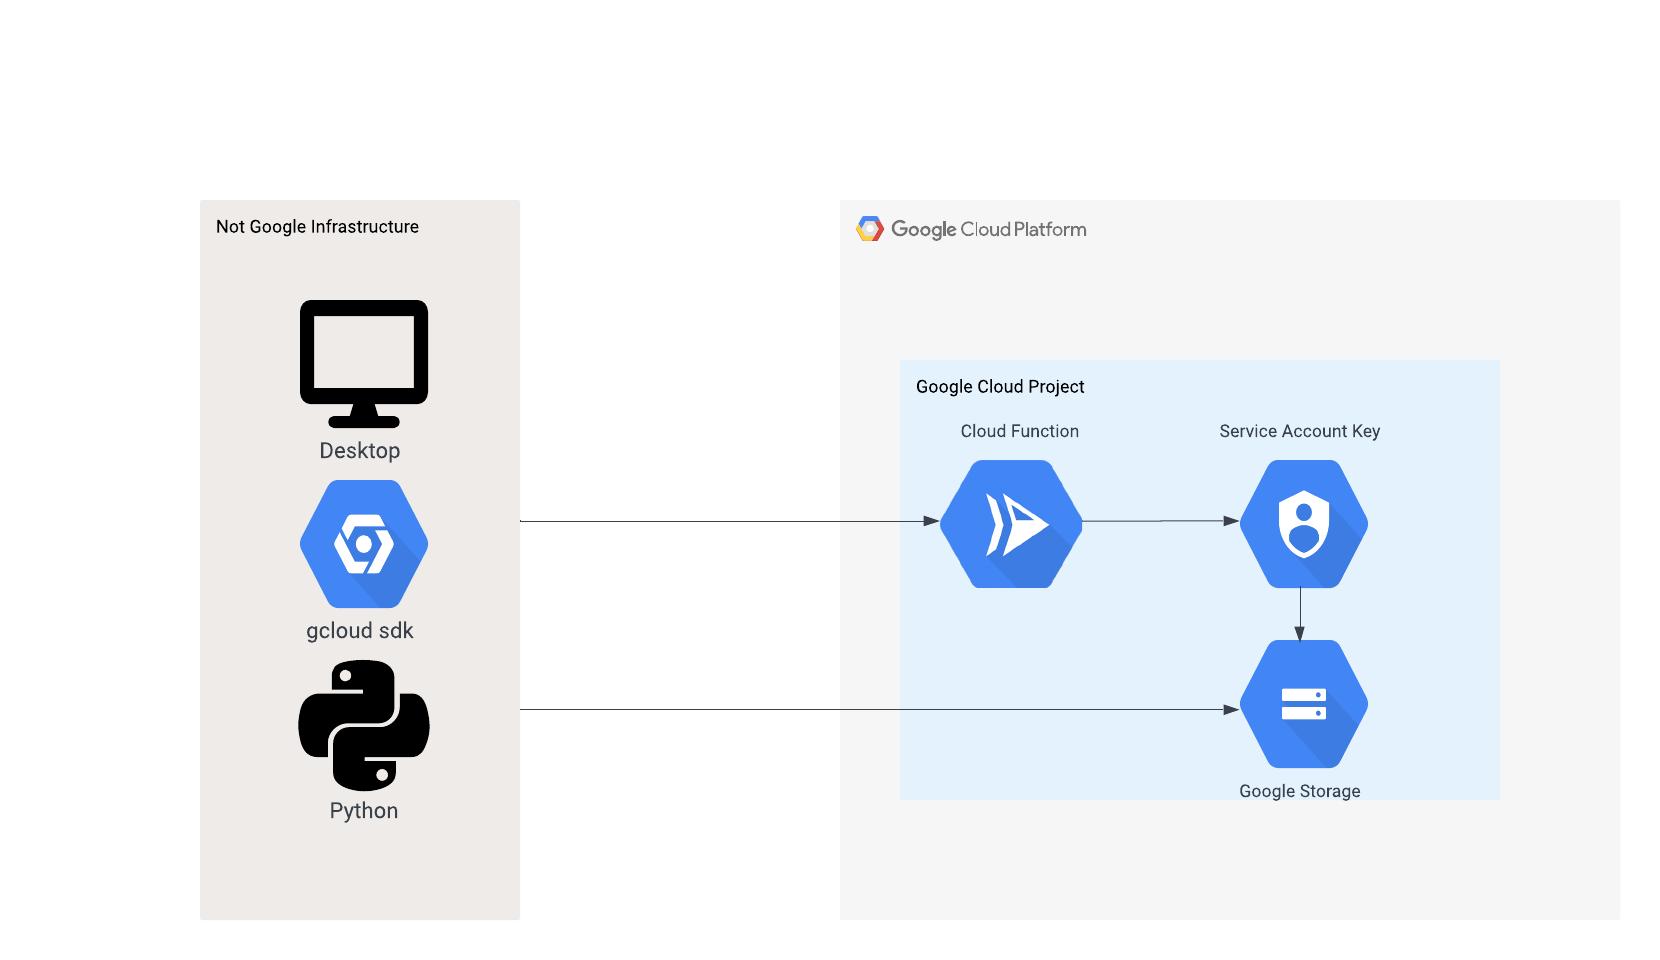 Not Google Infrastructure
Desktop
gcloud sdk
Python
Google Cloud Platform
Google Cloud Project
Cloud Function
Service Account Key
Google Storage